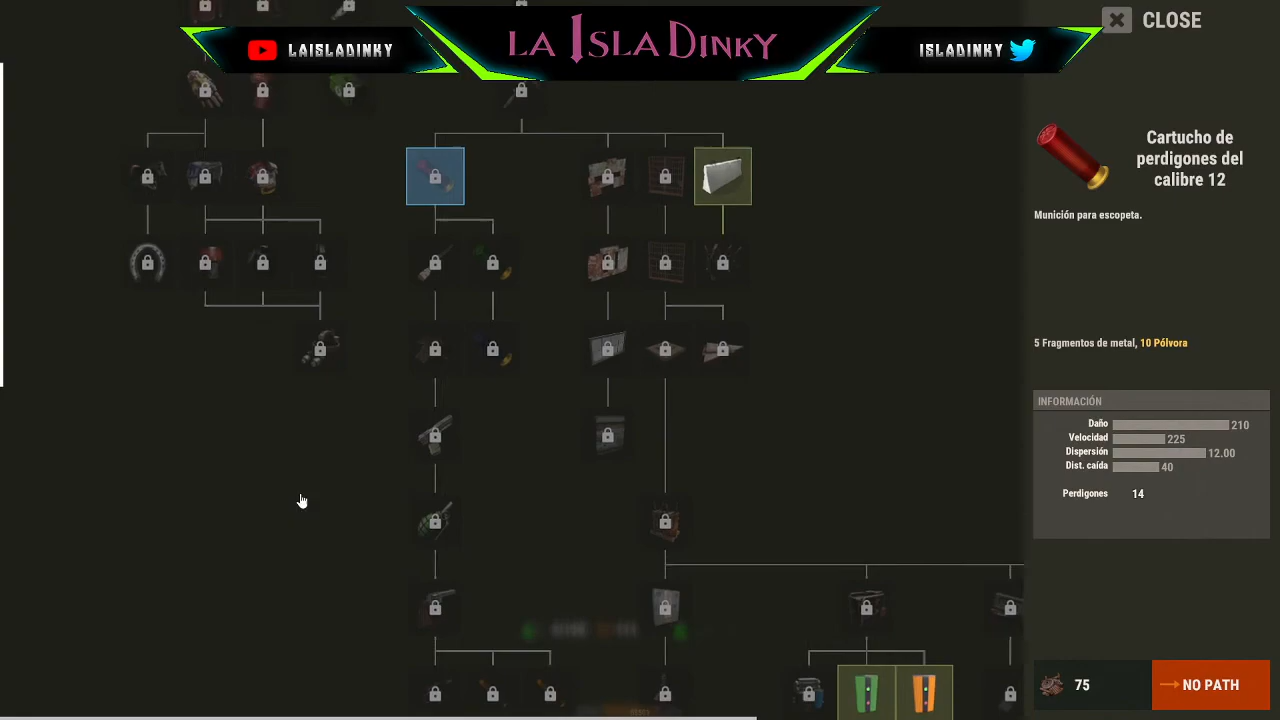 CLOSE
LAISLADINKY
LA ISLA DINKY
ISLADINKY
Cartucho de
perdigones del
calibre 12
Munición para escopeta.
5 Fragmentos de metal, 10 Pólvora
INFORMACIÓN
Daño 210
Velocidad 225
Dispersión 12.00
Dist. caída 40
Perdigones 14
75
NO PATH